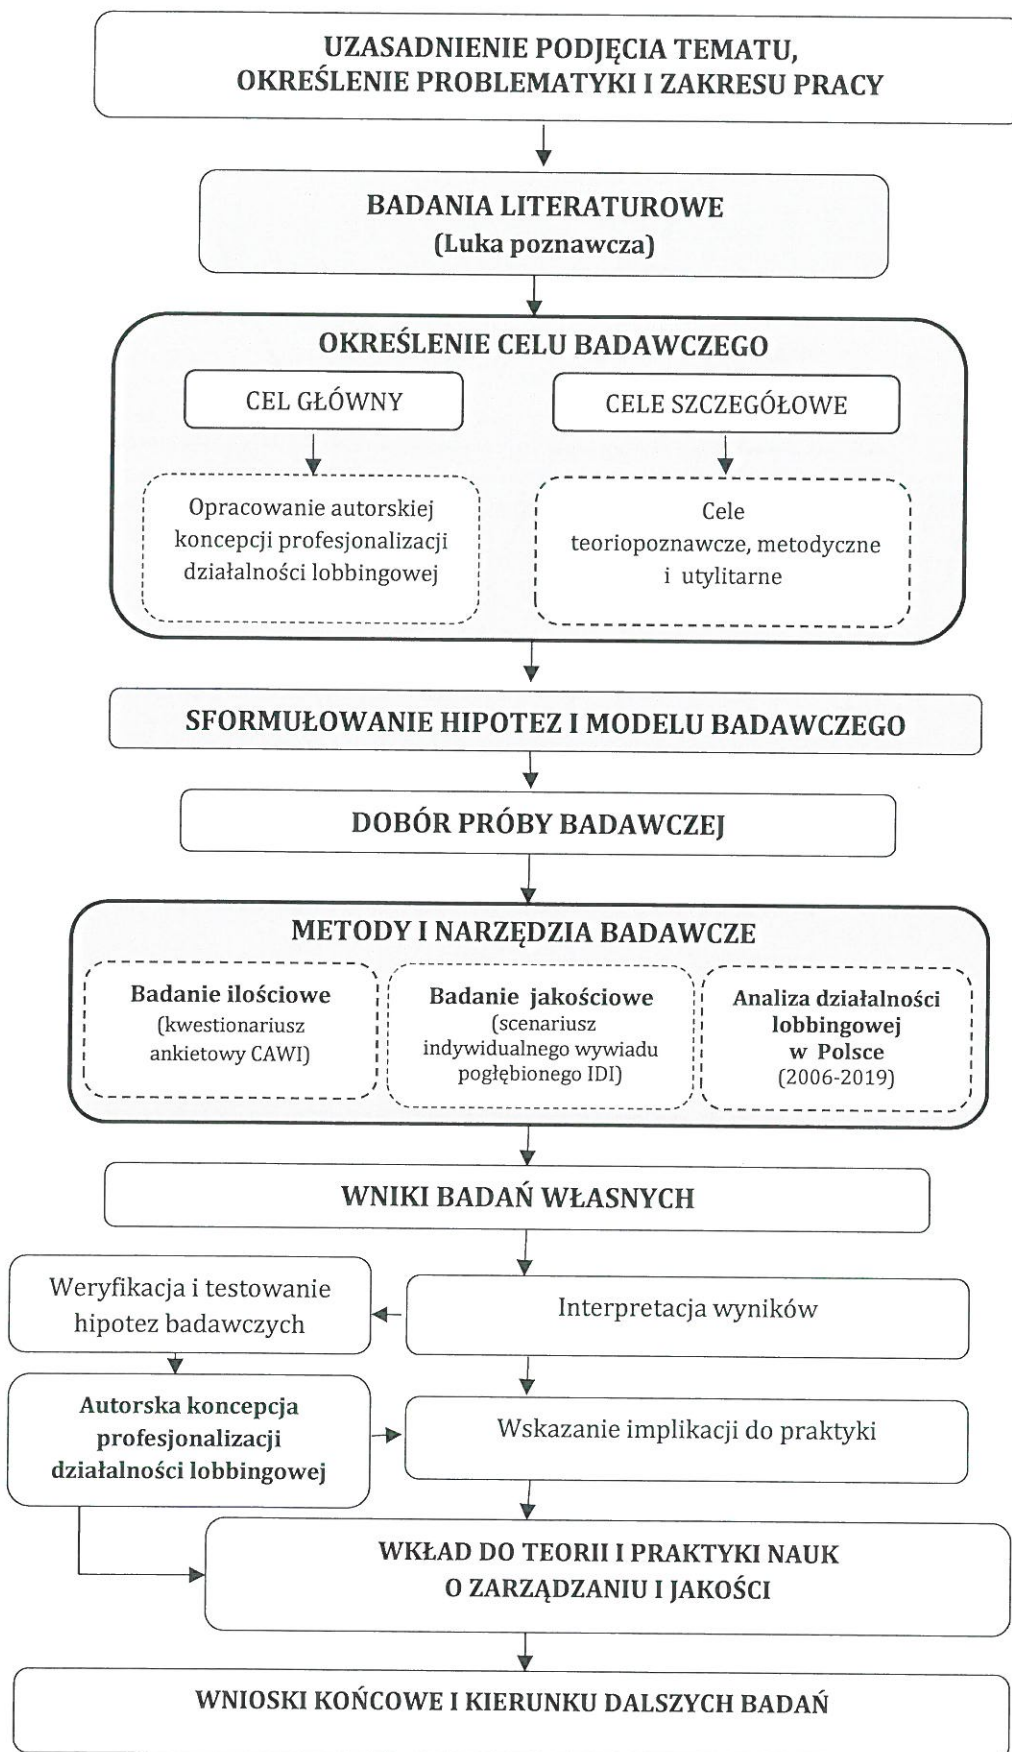 UZASADNIENIE PODJĘCIA TEMATU,
OKREŚLENIE PROBLEMATYKI I ZAKRESU PRACY
BADANIA LITERATUROWE
(Luka poznawcza)
OKREŚLENIE CELU BADAWCZEGO
CEL GŁÓWNY
Opracowanie autorskiej
koncepcji profesjonalizacji
działalności lobbingowej
CELE SZCZEGÓŁOWE
Cele
teoriopoznawcze, metodyczne
i utylitarne
SFORMUŁOWANIE HIPOTEZ I MODELU BADAWCZEGO
DOBÓR PRÓBY BADAWCZEJ
METODY I NARZĘDZIA BADAWCZE
Badanie ilościowe
(kwestionariusz
ankietowy CAWI)
Badanie jakościowe
(scenariusz
indywidualnego wywiadu
pogłębionego IDI)
Analiza działalności
lobbingowej
w Polsce
(2006-2019)
WNIKI BADAŃ WŁASNYCH
Weryfikacja i testowanie
hipotez badawczych
Interpretacja wyników
Autorska koncepcja
profesjonalizacji
działalności lobbingowej
Wskazanie implikacji do praktyki
WKŁAD DO TEORII I PRAKTYKI NAUK
O ZARZĄDZANIU I JAKOŚCI
WNIOSKI KOŃCOWE I KIERUNKU DALSZYCH BADAŃ